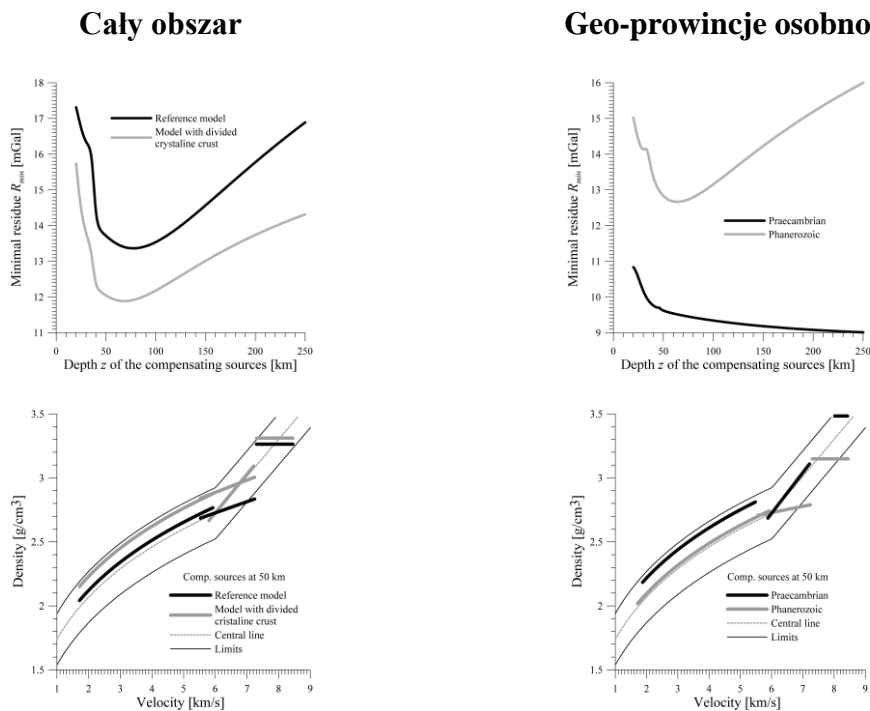 Cały obszar
Geo-prowincje osobno
18
17
16
15
14
13
12
11
Minimal residue Rmin [mGal]
Reference model
Model with divided
crystaline crust
0 50 100 150 200 250
Depth z of the compensating sources [km]
16
15
14
13
12
11
10
9
Minimal residue Rmin [mGal]
Praecambrian
Phanerozoic
0 50 100 150 200 250
Depth z of the compensating sources [km]
3.5
3
2.5
2
1.5
Density [g/cm3]
Comp. sources at 50 km
Reference model
Model with divided
cristaline crust
Central line
Limits
1 2 3 4 5 6 7 8 9
Velocity [km/s]
3.5
3
2.5
2
1.5
Density [g/cm3]
Comp. sources at 50 km
Praecambrian
Phanerozoic
Central line
Limits
1 2 3 4 5 6 7 8 9
Velocity [km/s]